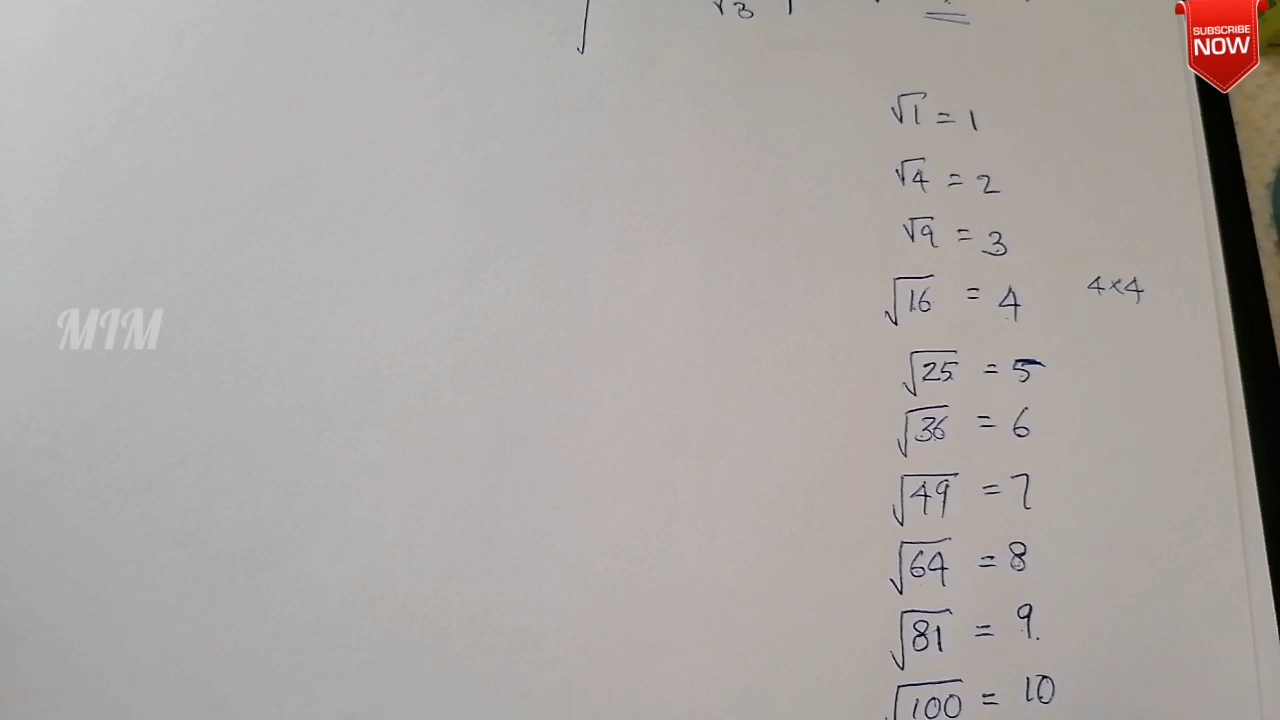 √3
SUBSCRIBE
NOW
√1 = 1
√4 = 2
√9 = 3
√16 = 4 4×4
MIM
√25 = 5
√36 = 6
√49 = 7
√64 = 8
√81 = 9.
√100 = 10